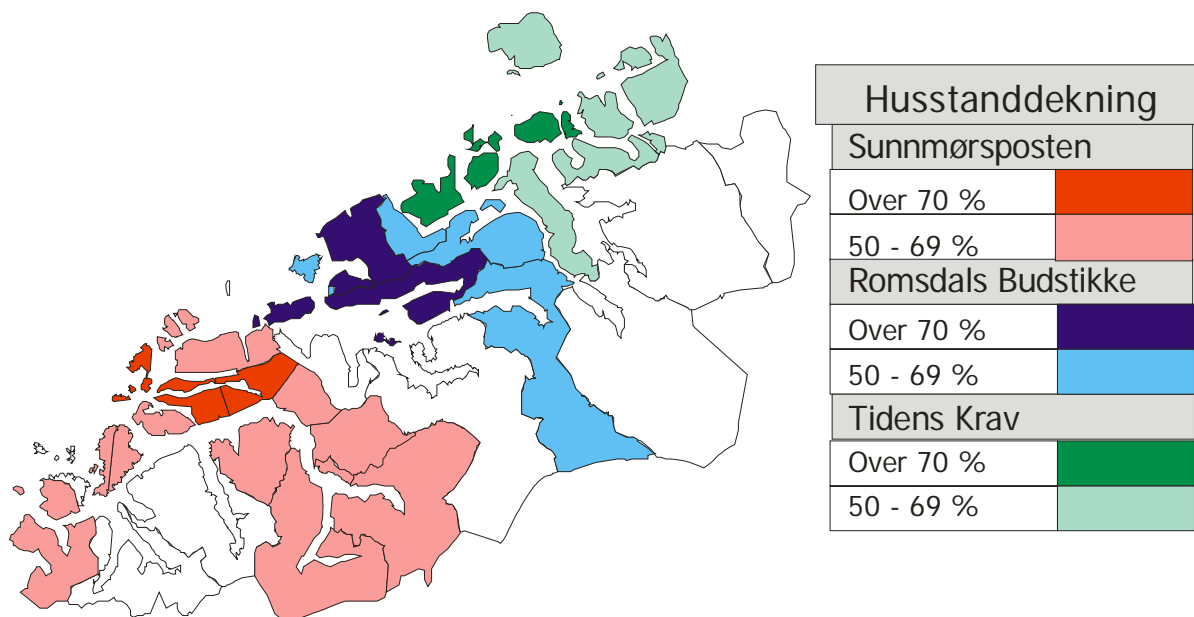 Husstanddekning
Sunnmørsposten
Over 70 %
50 - 69 %
Romsdals Budstikke
Over 70 %
50 - 69 %
Tidens Krav
Over 70 %
50 - 69 %